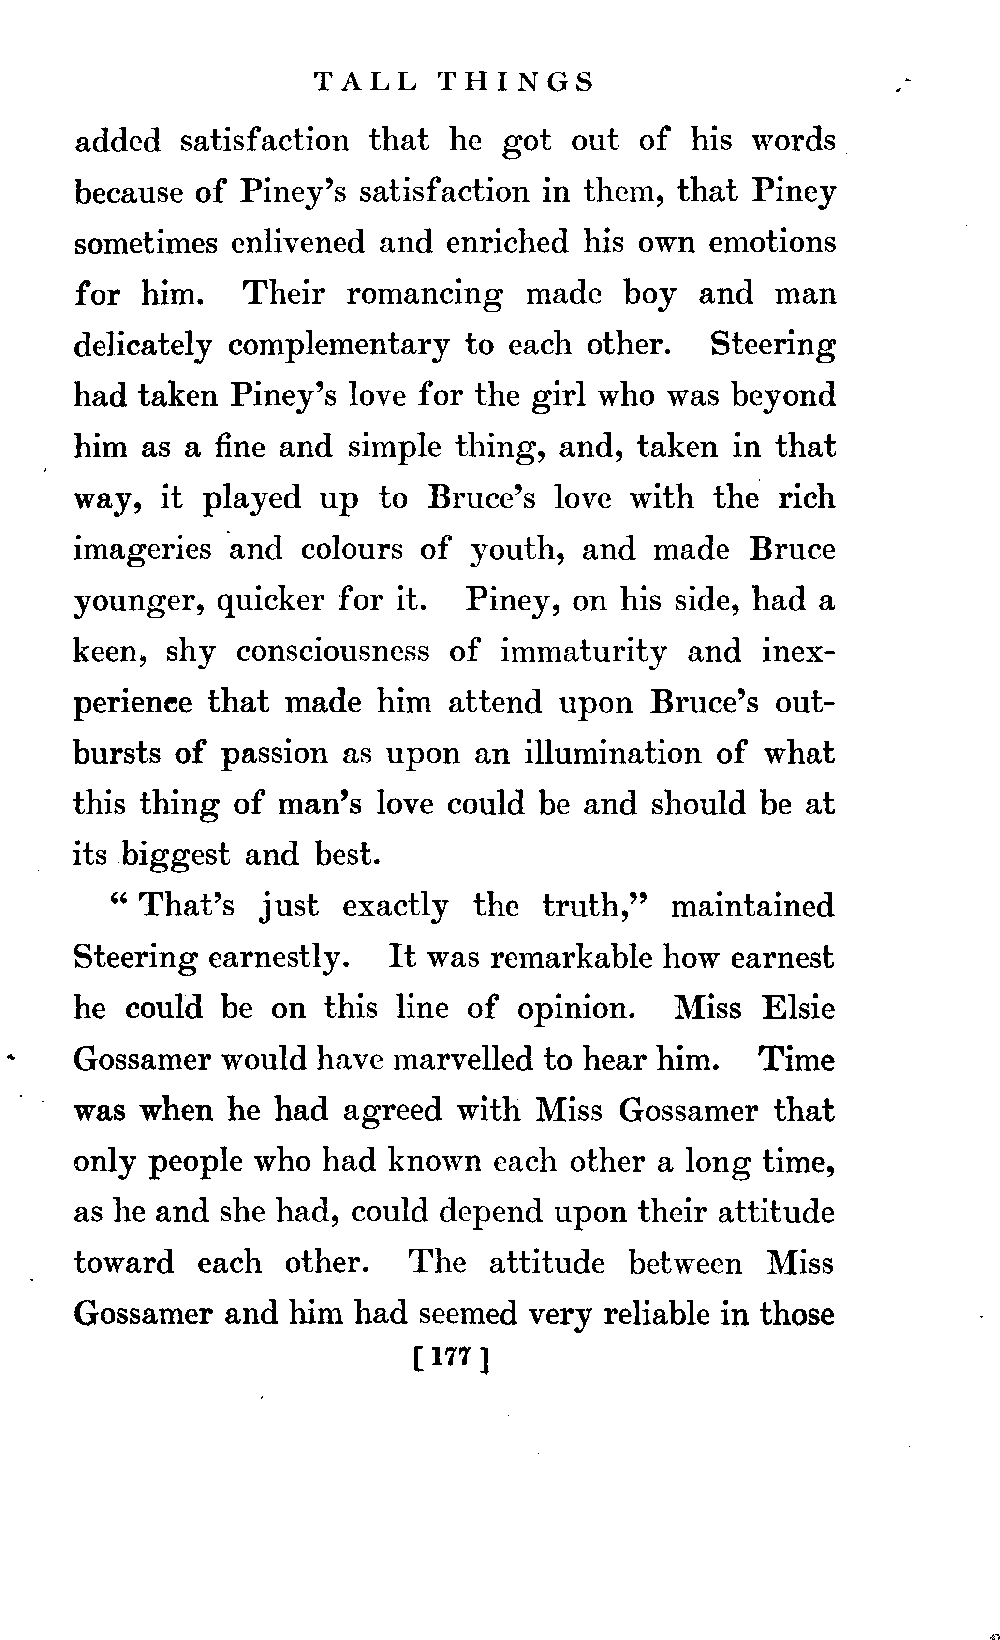 TALL THINGS
added satisfaction that he got out of his words
because of Piney's satisfaction in them, that Piney
sometimes enlivened and enriched his own emotions
for him. Their romancing made boy and man
delicately complementary to each other. Steering
had taken Piney's love for the girl who was beyond
him as a fine and simple thing, and, taken in that
way, it played up to Bruce's love with the rich
imageries and colours of youth, and made Bruce
younger, quicker for it. Piney, on his side, had a
keen, shy consciousness of immaturity and inex-
perience that made him attend upon Bruce's out-
bursts of passion as upon an illumination of what
this thing of man's love could be and should be at
its biggest and best.
"That's just exactly the truth," maintained
Steering earnestly. It was remarkable how earnest
he could be on this line of opinion. Miss Elsie
Gossamer would have marvelled to hear him. Time
was when he had agreed with Miss Gossamer that
only people who had known each other a long time,
as he and she had, could depend upon their attitude
toward each other. The attitude between Miss
Gossamer and him had seemed very reliable in those
[177]